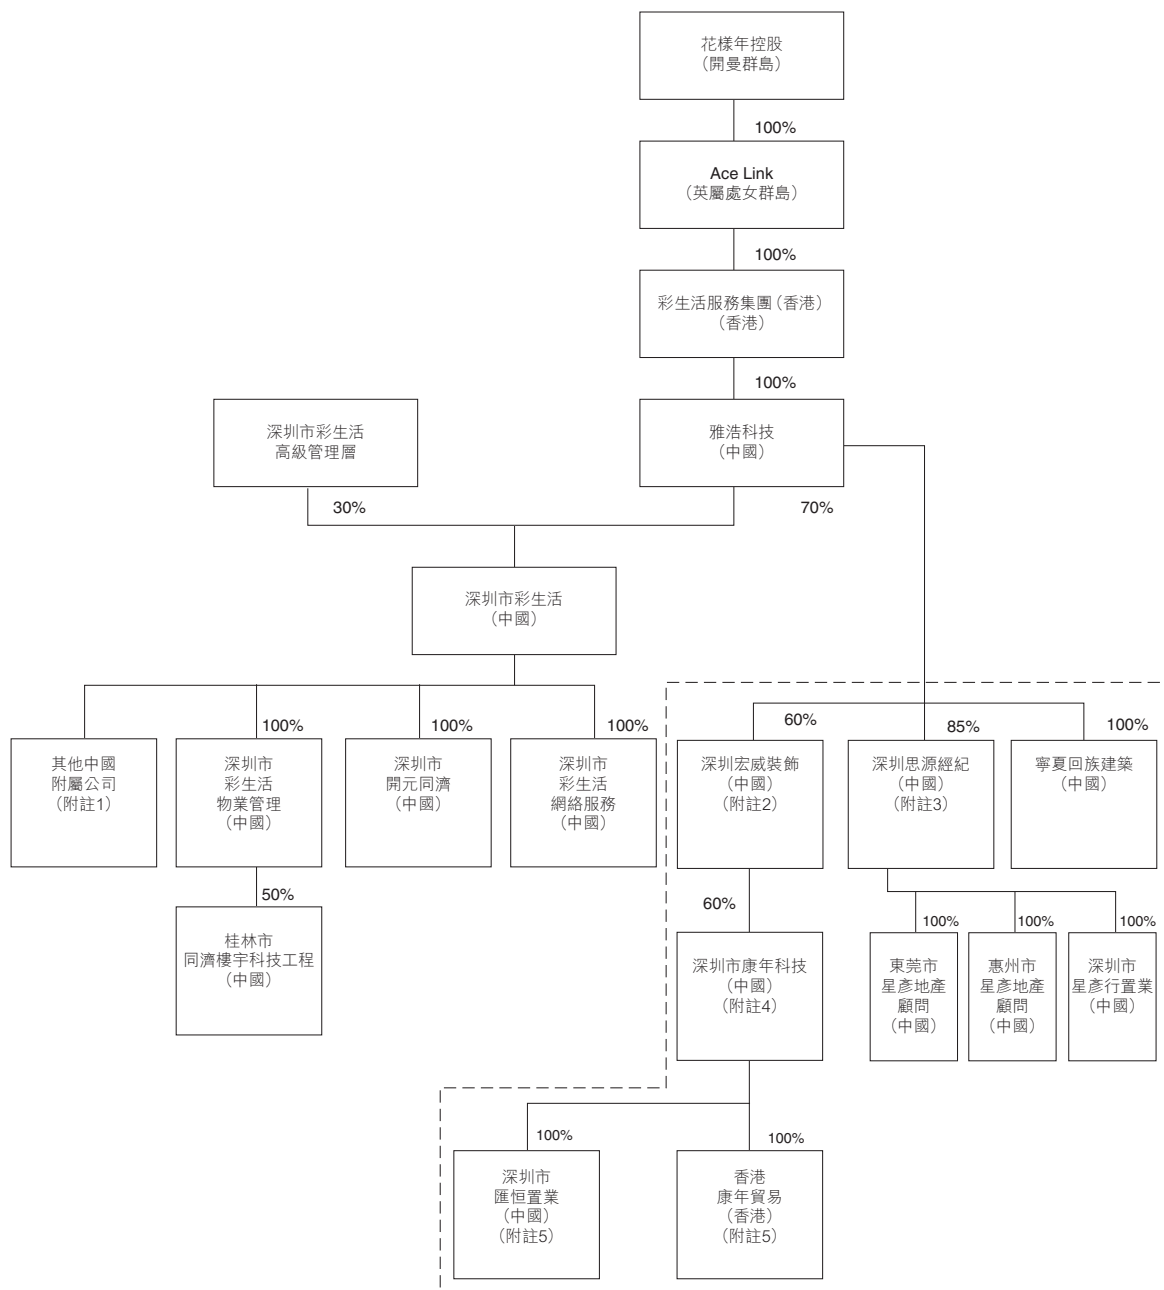 花樣年控股
(開曼群島)
100%
Ace Link
(英屬處女群島)
100%
彩生活服務集團(香港)
(香港)
100%
深圳市彩生活
高級管理層
雅浩科技
(中國)
30%
70%
深圳市彩生活
(中國)
100%
100%
100%
60%
85%
100%
其他中國
附屬公司
(附註1)
深圳市
彩生活
物業管理
(中國)
深圳市
開元同濟
(中國)
深圳市
彩生活
網絡服務
(中國)
深圳宏威裝飾
(中國)
(附註2)
深圳思源經紀
(中國)
(附註3)
寧夏回族建築
(中國)
50%
60%
100%
100%
100%
桂林市
同濟樓宇科技工程
(中國)
深圳市康年科技
(中國)
(附註4)
東莞市
星彥地產
顧問
(中國)
惠州市
星彥地產
顧問
(中國)
深圳市
星彥行置業
(中國)
100%
100%
深圳市
匯恒置業
(中國)
(附註5)
香港
康年貿易
(香港)
(附註5)